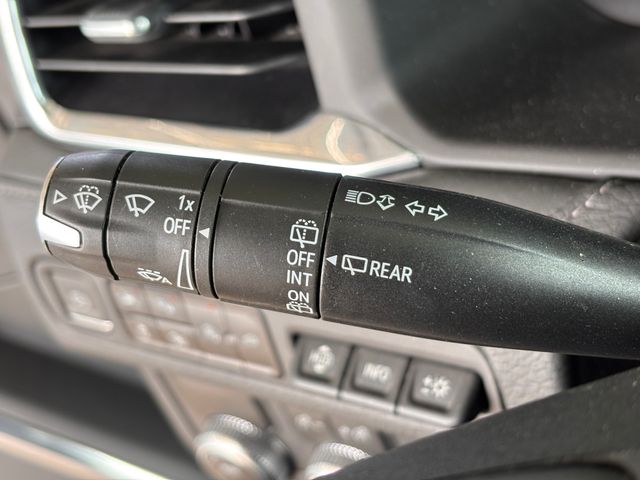 1x
OFF
A
OFF
INT
ON
REAR
INFO